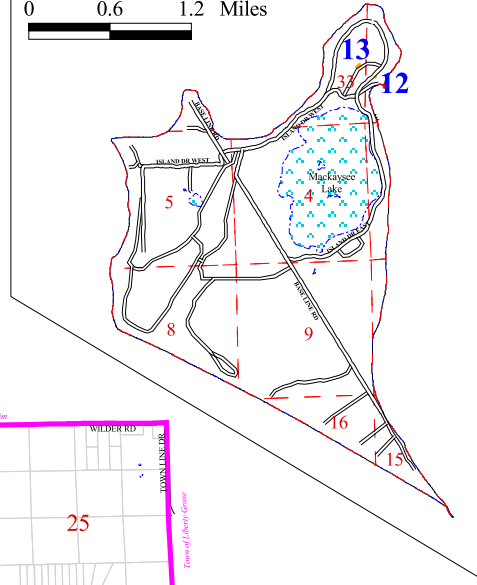 0 0.6 1.2 Miles
13
33
12
BASE LINE RD
ISLAND DR WEST
ISLAND DR WEST
Mackaysee
Lake
5
4
ISLAND DR EAST
BASE LINE RD
8
9
16
15
WILDER RD
TOWN LINE DR
25
Town of Liberty Grove